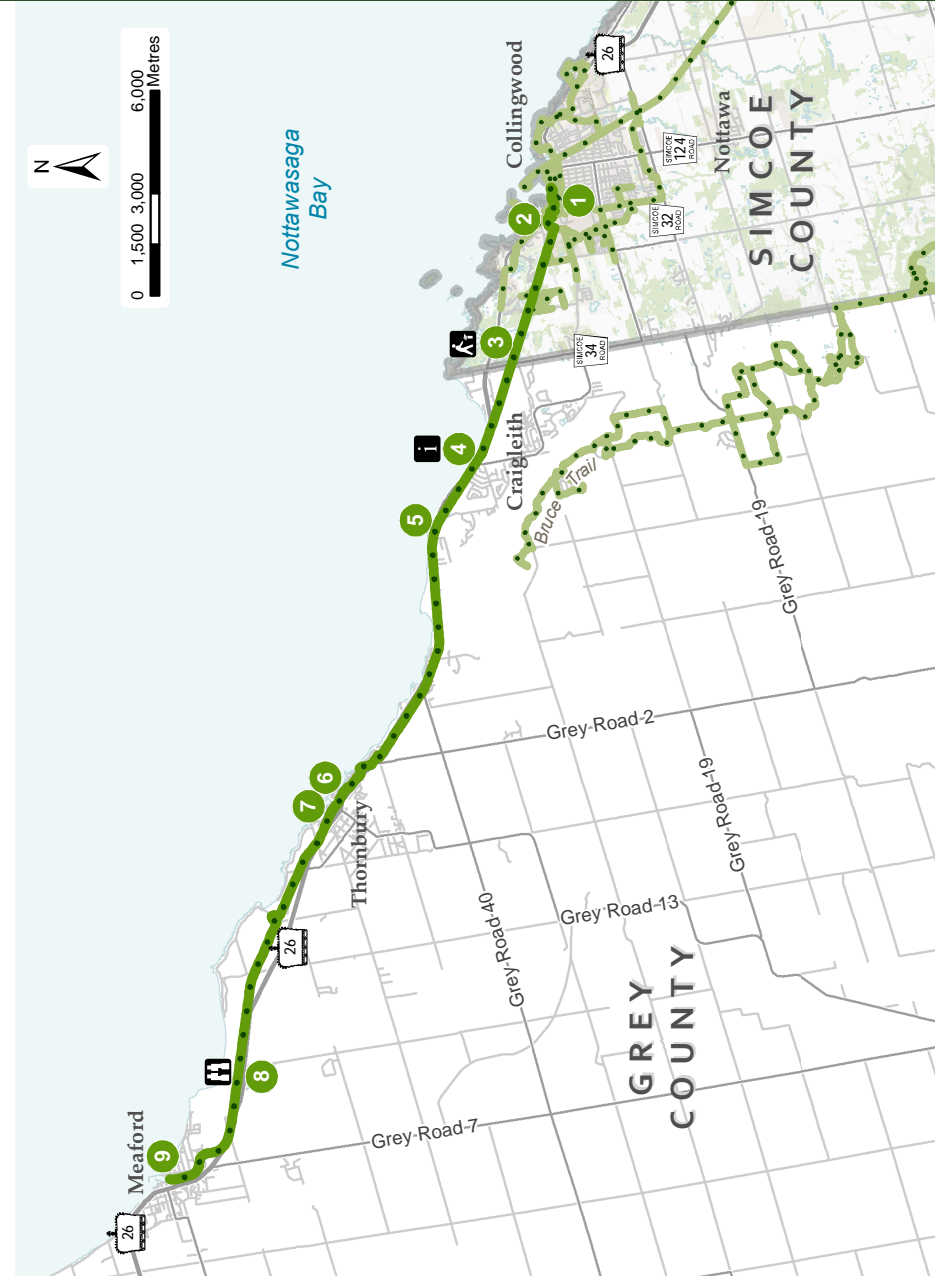 N
0 1,500 3,000 6,000
Metres
Nottawasaga
Bay
Meaford
26
9
8
26
Thornbury
7
6
5
4
i
Craigleith
3
2
1
Collingwood
26
Nottawa
SIMCOE
124
ROAD
SIMCOE
32
ROAD
SIMCOE
34
ROAD
SIMCOE
COUNTY
Bruce Trail
Grey-Road-19
Grey-Road-2
Grey-Road-19
Grey Road-13
Grey-Road-40
Grey-Road-7
GREY
COUNTY